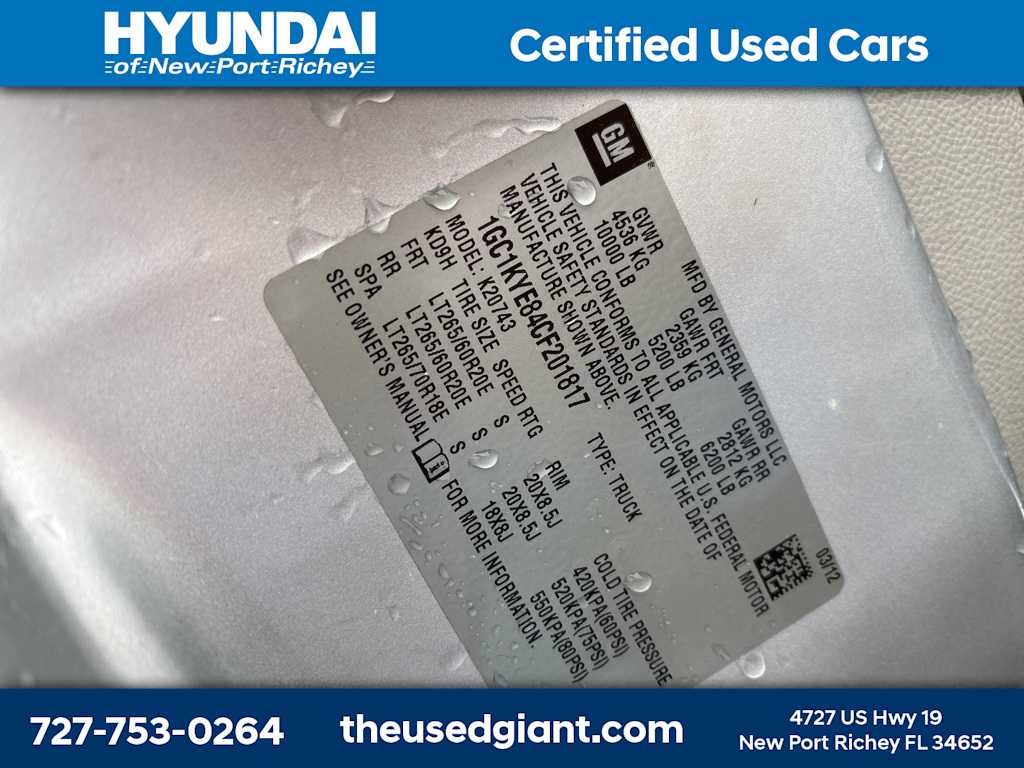 HYUNDAI
of New Port Richey
Certified Used Cars
GM
MFD BY GENERAL MOTORS LLC
03/12
GVWR GAWR FRT GAWR RR
4536 KG 2359 KG 2812 KG
10000 LB 5200 LB 6200 LB
THIS VEHICLE CONFORMS TO ALL APPLICABLE U.S. FEDERAL MOTOR
VEHICLE SAFETY STANDARDS IN EFFECT ON THE DATE OF
MANUFACTURE SHOWN ABOVE.
1GC1KYE84CF201817 TYPE: TRUCK
MODEL: K20743
KD9H TIRE SIZE SPEED RTG RIM COLD TIRE PRESSURE
FRT LT265/60R20E S 20X8.5J 420KPA(60PSI)
RR LT265/60R20E S 20X8.5J 520KPA(75PSI)
SPA LT265/70R18E S 18X8J 550KPA(80PSI)
SEE OWNER'S MANUAL FOR MORE INFORMATION.
727-753-0264
theusedgiant.com
4727 US Hwy 19
New Port Richey FL 34652